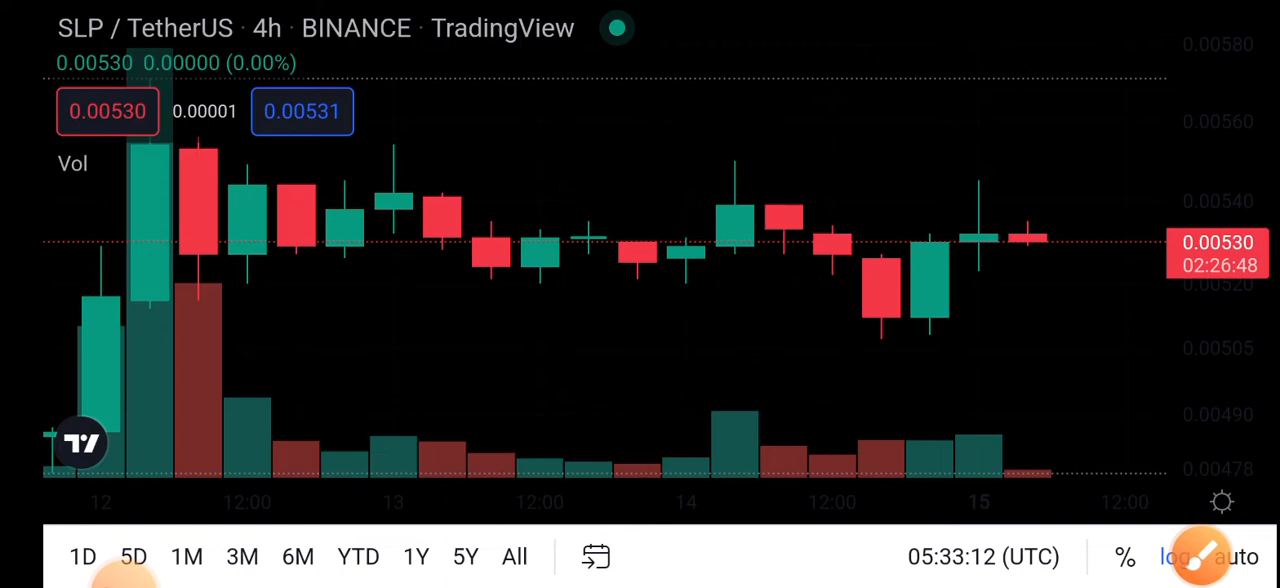 SLP / TetherUS · 4h · BINANCE · TradingView
0.00530 0.00000 (0.00%)
0.00530 0.00001 0.00531
Vol
0.00580
0.00560
0.00540
0.00530
02:26:48
0.00520
0.00505
0.00490
0.00478
12 12:00 13 12:00 14 12:00 15 12:00
1D 5D 1M 3M 6M YTD 1Y 5Y All 05:33:12 (UTC) % log auto